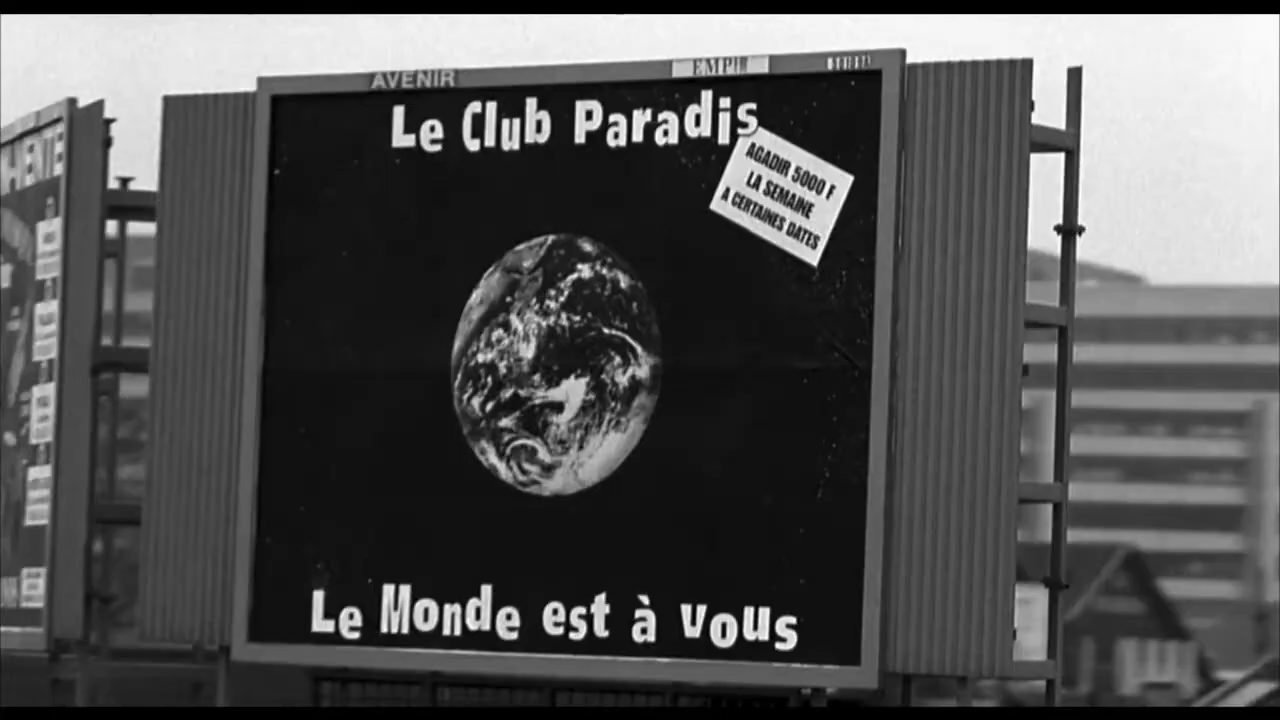 AVENIR
Le Club Paradis
AGADIR 5000 F
LA SEMAINE
A CERTAINES DATES
Le Monde est à vous